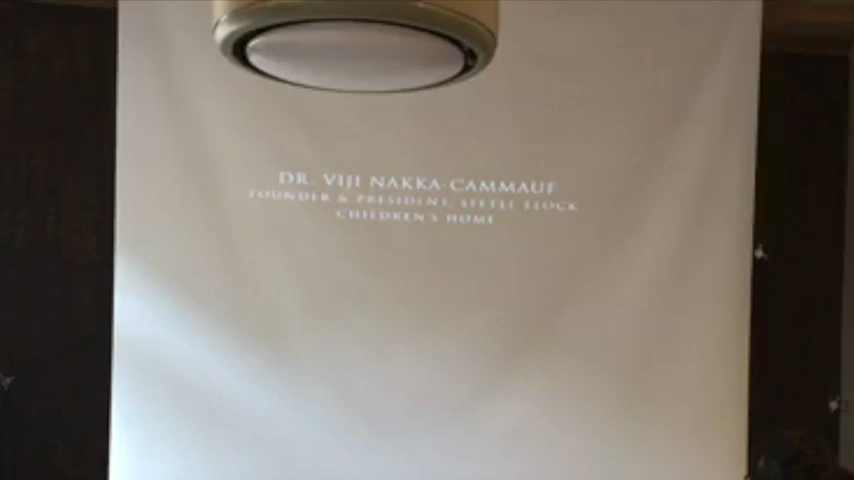 DR. VIJI NAKKA-CAMMAUF
FOUNDER & PRESIDENT, LITTLE FLOCK
CHILDREN'S HOME